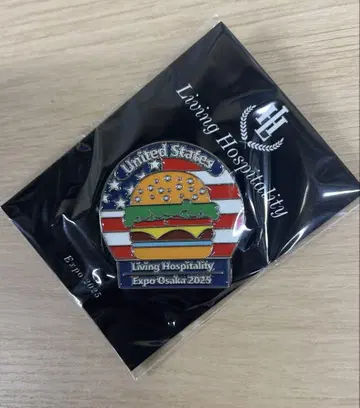 United States
Living Hospitality
Expo Osaka 2025
LH
Living Hospitality
Expo 2025